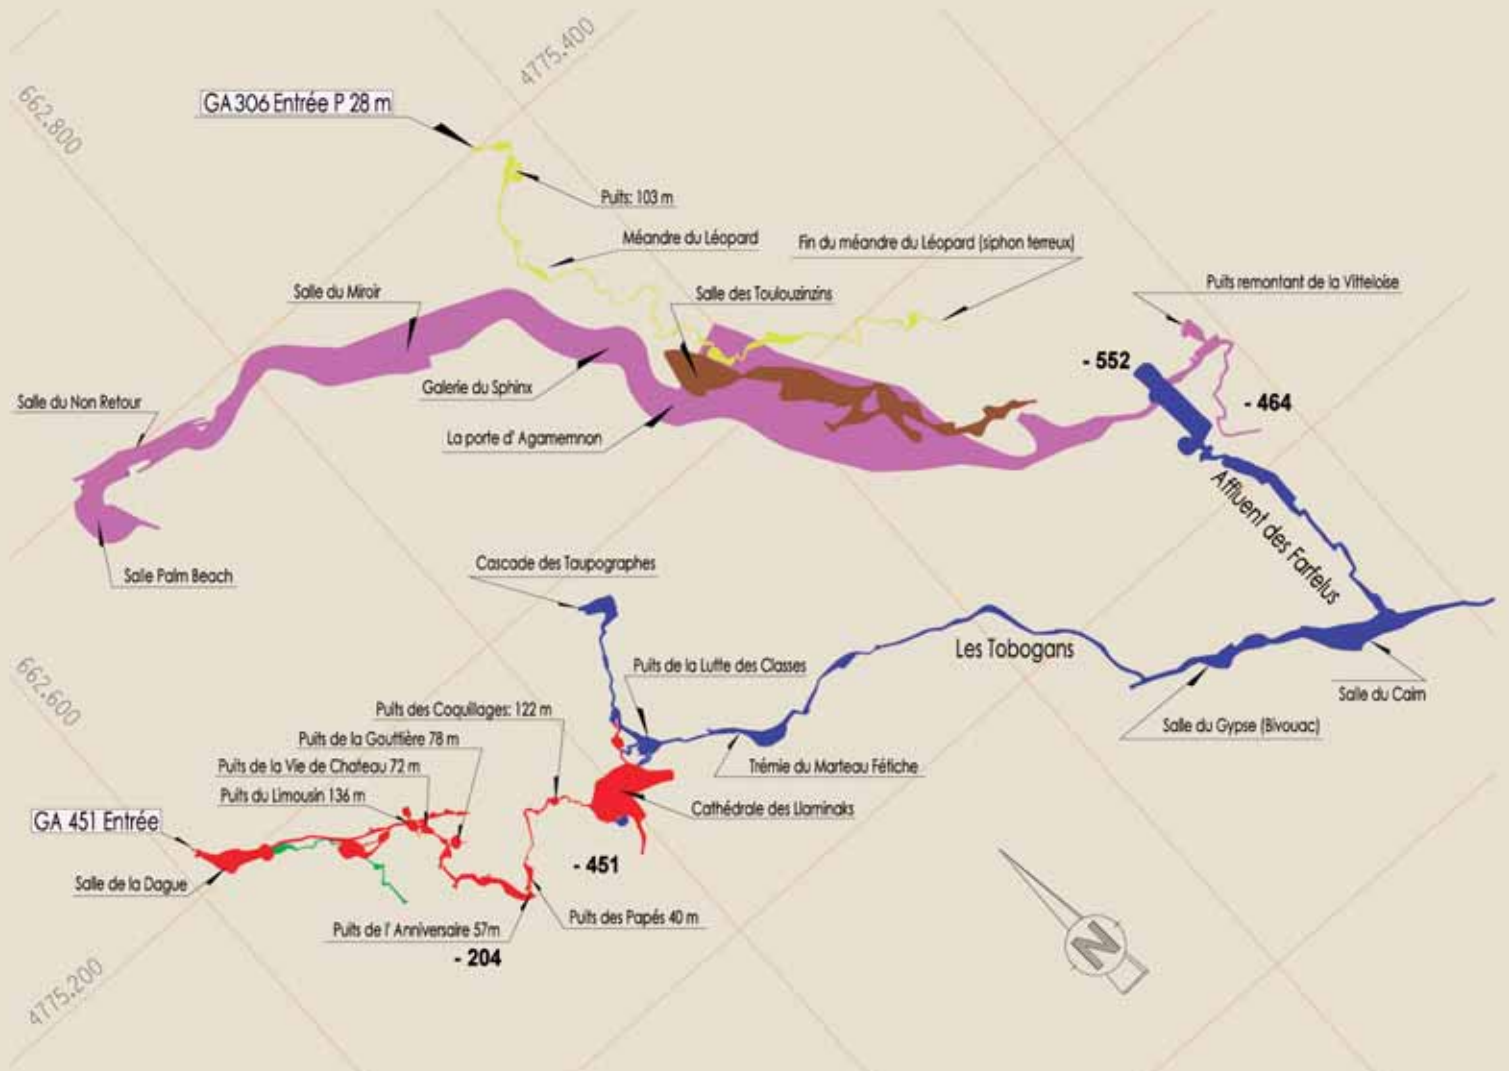 4775.400
662.800
GA306 Entrée P 28 m
Puits: 103 m
Méandre du Léopard
Fin du méandre du Léopard (siphon terreux)
Salle du Miroir
Salle des Toulouzinzins
Puits remontant de la Vitteloise
- 552
Galerie du Sphinx
Salle du Non Retour
- 464
La porte d' Agamemnon
Affluent des Farfelus
Cascade des Taupographes
Salle Palm Beach
Les Tobogans
662.600
Puits de la Lutte des Classes
Salle du Cairn
Puits des Coquillages: 122 m
Salle du Gypse (Bivouac)
Puits de la Gouttière 78 m
Puits de la Vie de Chateau 72 m
Trémie du Marteau Fétiche
Puits du Limousin 136 m
Cathédrale des Llaminaks
GA 451 Entrée
- 451
Salle de la Dague
Puits des Papés 40 m
Puits de l' Anniversaire 57m
- 204
N
4775.200